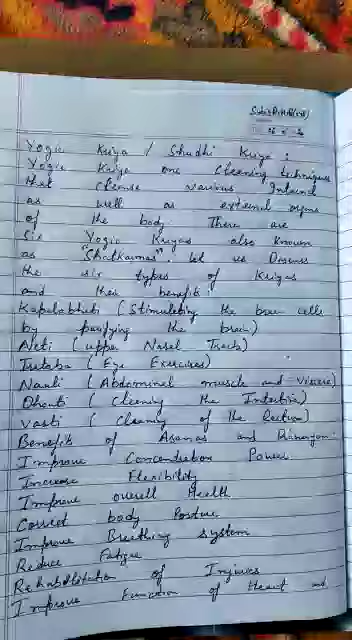 Yogic Kriya / Shudhi Kriya :
Yogic Kriya are cleaning techniques
that cleanse various Internal
as well as external organs
of the body There are
Six Yogic Kriyas also known
as "Shatkarmas" let us Discuss
the six types of Kriyas
and their benefits :
Kapalabhati (Stimulating the brain cells
by purifying the brain)
Neti (upper Nasal Tracts)
Trataka (Eye Exercises)
Nauli (Abdominal muscle and viscera)
Dhauti (Cleaning the Intestine)
Vasti (Cleaning of the Rectum)
Benefits of Asanas and Pranayam
Improve Concentration Power
Increase Flexibility
Improve overall Health
Correct body Posture
Improve Breathing system
Reduce Fatigue
Rehabilitation of Injuries
Improve Function of Heart and